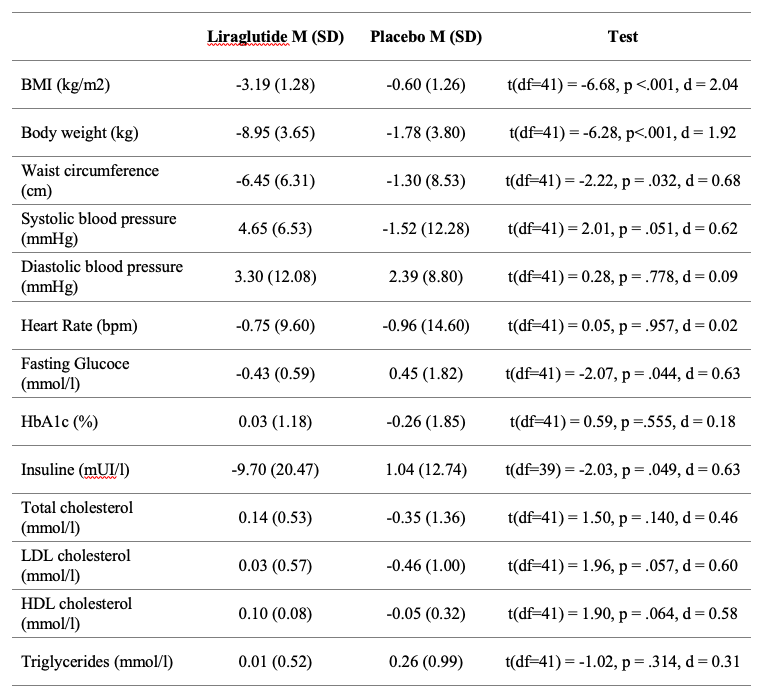 Liraglutide M (SD) Placebo M (SD) Test
BMI (kg/m2) -3.19 (1.28) -0.60 (1.26) t(df=41) = -6.68, p <.001, d = 2.04
Body weight (kg) -8.95 (3.65) -1.78 (3.80) t(df=41) = -6.28, p<.001, d = 1.92
Waist circumference
(cm) -6.45 (6.31) -1.30 (8.53) t(df=41) = -2.22, p = .032, d = 0.68
Systolic blood pressure
(mmHg) 4.65 (6.53) -1.52 (12.28) t(df=41) = 2.01, p = .051, d = 0.62
Diastolic blood pressure
(mmHg) 3.30 (12.08) 2.39 (8.80) t(df=41) = 0.28, p = .778, d = 0.09
Heart Rate (bpm) -0.75 (9.60) -0.96 (14.60) t(df=41) = 0.05, p = .957, d = 0.02
Fasting Glucoce
(mmol/l) -0.43 (0.59) 0.45 (1.82) t(df=41) = -2.07, p = .044, d = 0.63
HbA1c (%) 0.03 (1.18) -0.26 (1.85) t(df=41) = 0.59, p =.555, d = 0.18
Insuline (mUI/l) -9.70 (20.47) 1.04 (12.74) t(df=39) = -2.03, p = .049, d = 0.63
Total cholesterol
(mmol/l) 0.14 (0.53) -0.35 (1.36) t(df=41) = 1.50, p = .140, d = 0.46
LDL cholesterol
(mmol/l) 0.03 (0.57) -0.46 (1.00) t(df=41) = 1.96, p = .057, d = 0.60
HDL cholesterol
(mmol/l) 0.10 (0.08) -0.05 (0.32) t(df=41) = 1.90, p = .064, d = 0.58
Triglycerides (mmol/l) 0.01 (0.52) 0.26 (0.99) t(df=41) = -1.02, p = .314, d = 0.31